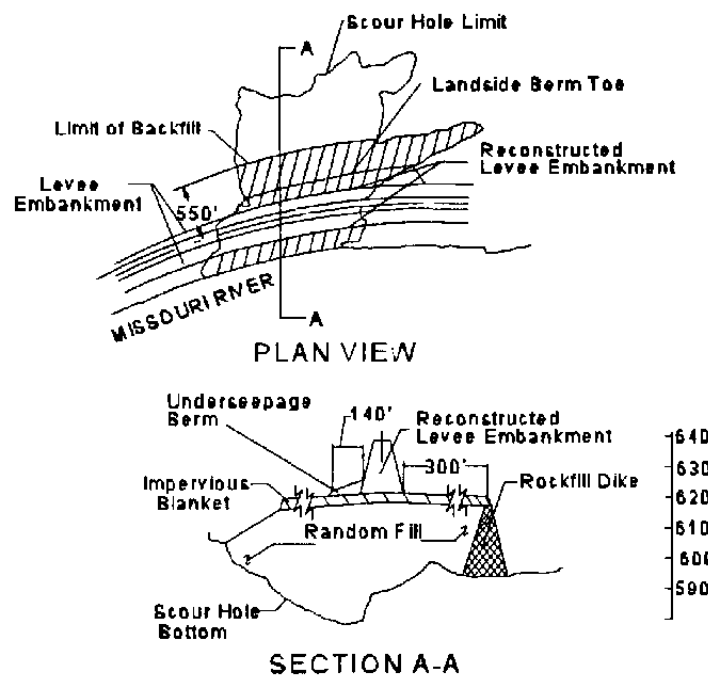 Scour Hole Limit
A
Landside Berm Toe
Limit of Backfill
Reconstructed
Levee Embankment
Levee
Embankment
550'
MISSOURI RIVER
A
PLAN VIEW
Underseepage
Berm
140'
Reconstructed
Levee Embankment
640
630
Impervious
Blanket
300'
Rockfill Dike
620
Random Fill
610
600
590
Scour Hole
Bottom
SECTION A-A